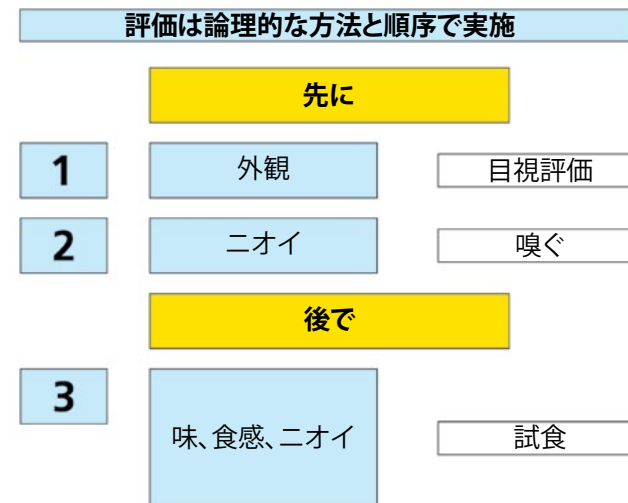 評価は論理的な方法と順序で実施
先に
1 外観 目視評価
2 ニオイ 嗅ぐ
後で
3
味、食感、ニオイ 試食